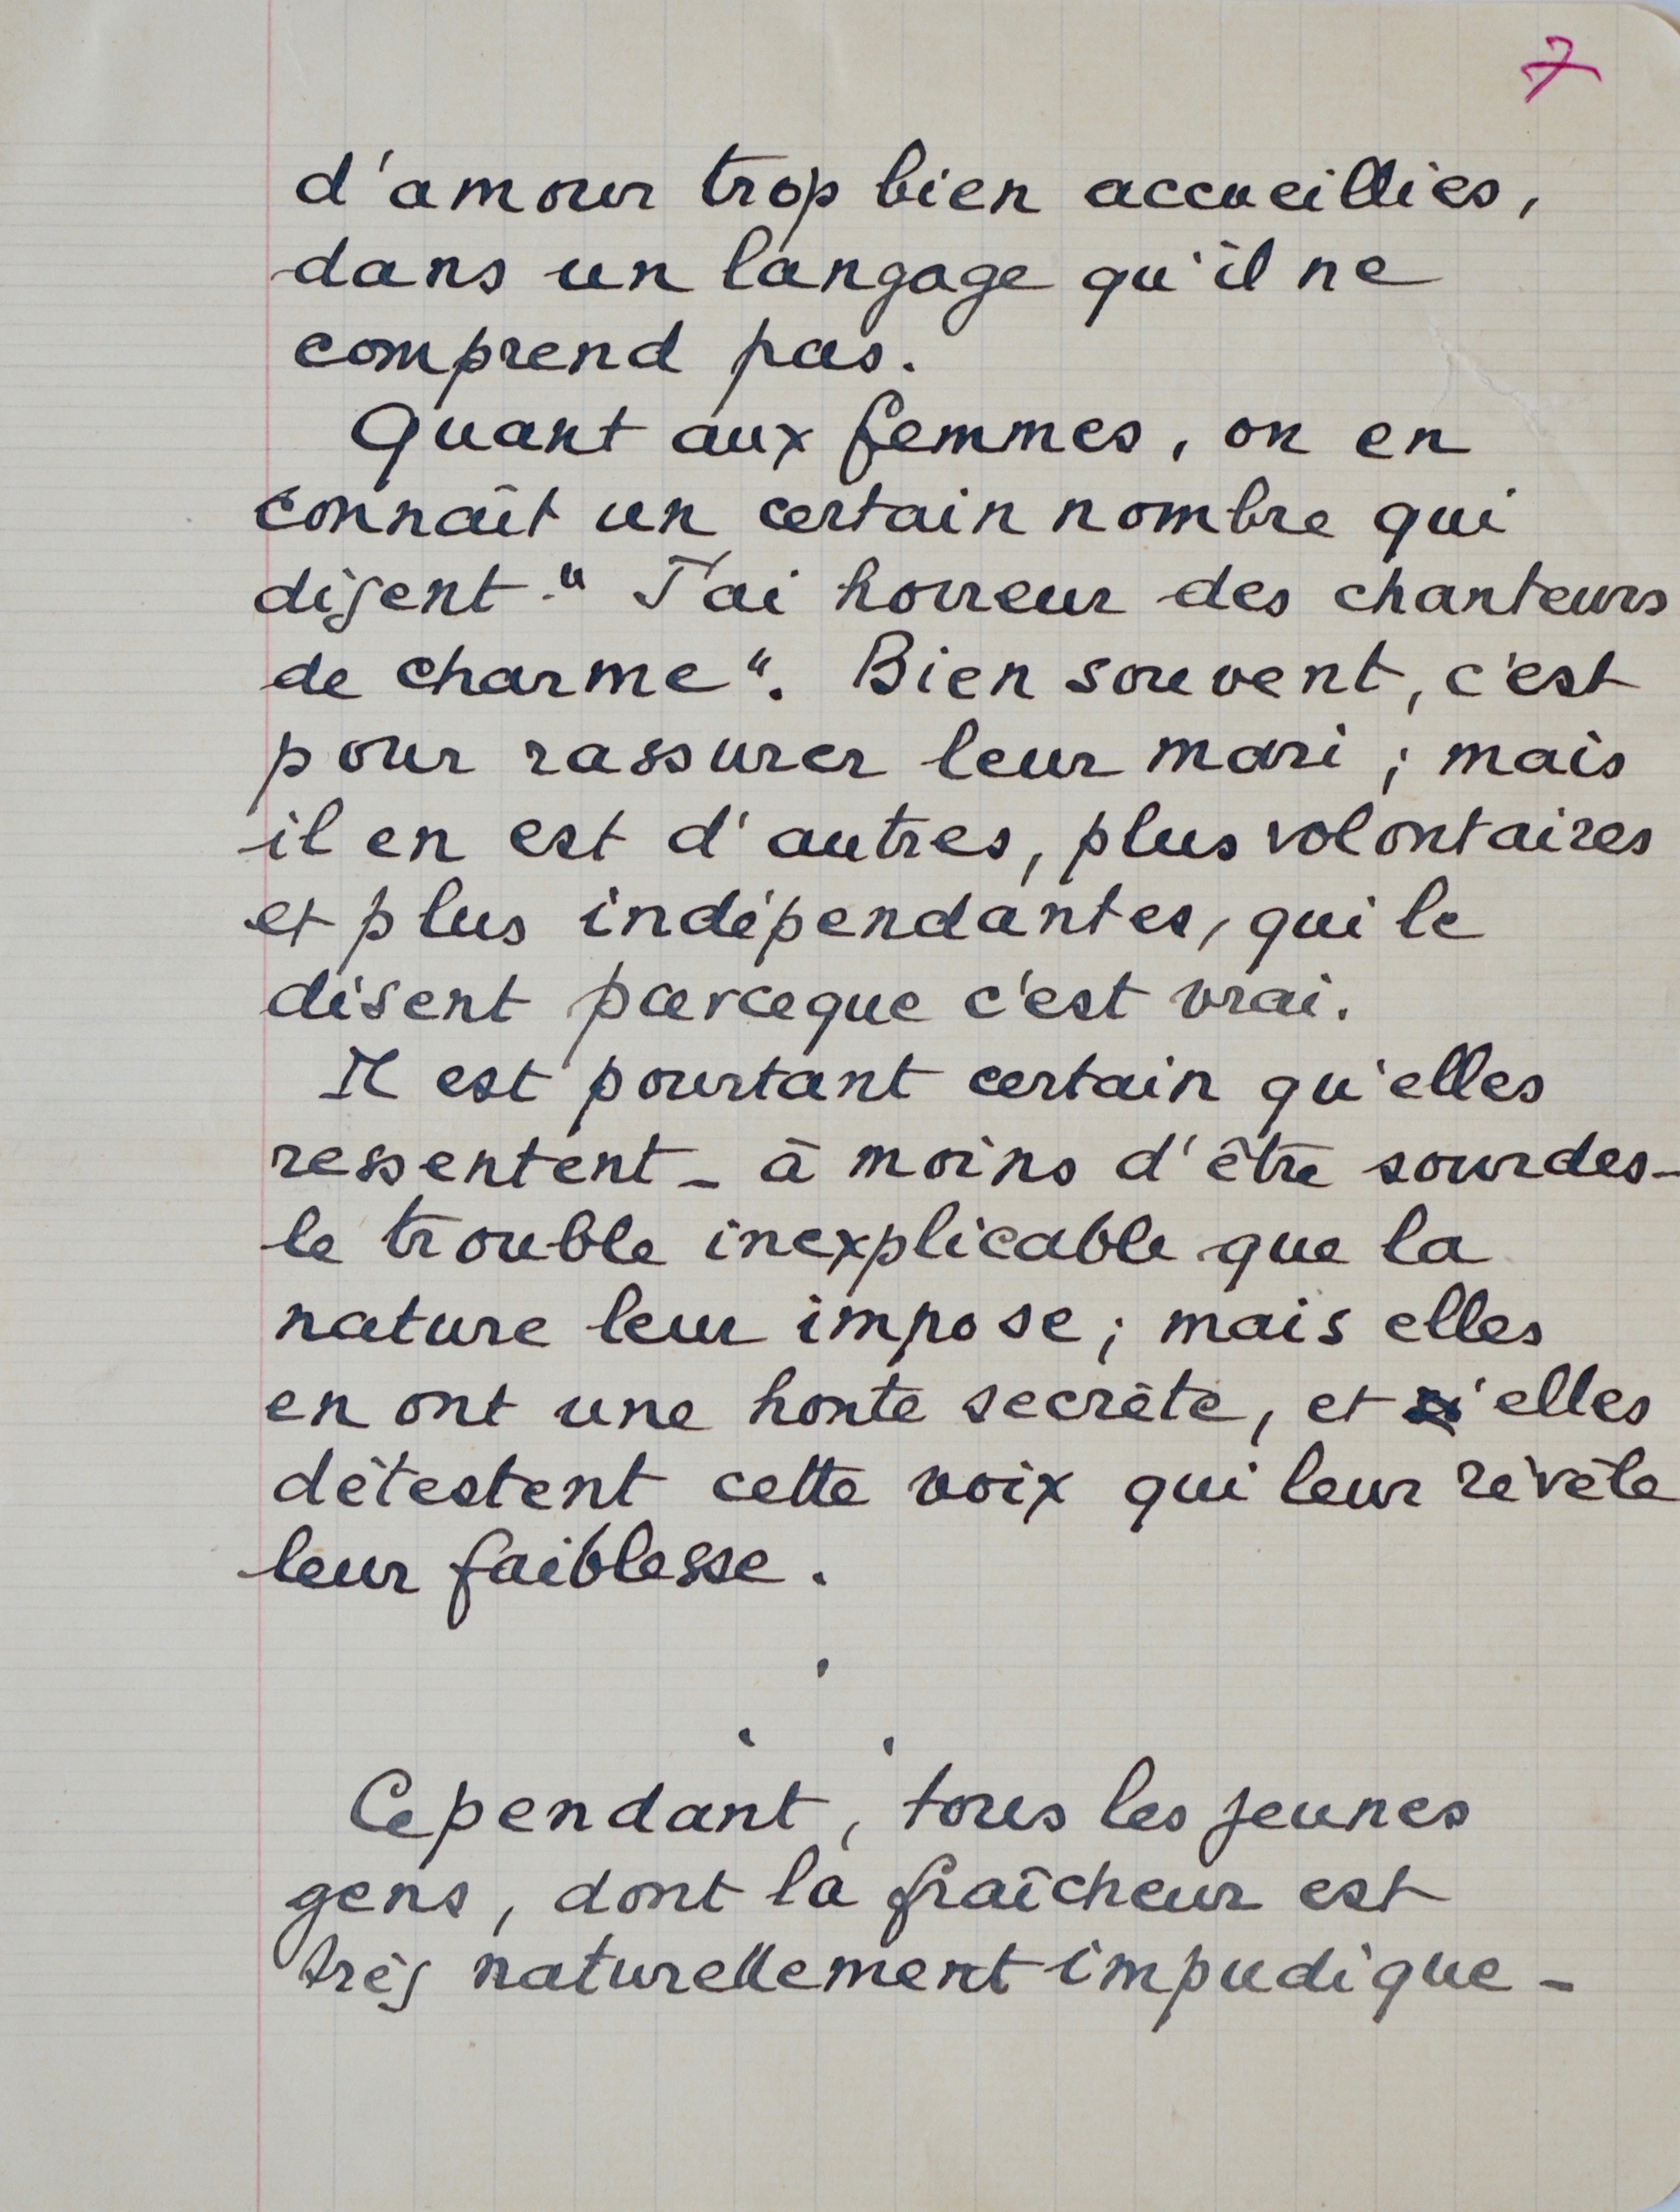 7
d'amour trop bien accueillies,
dans un langage qu'il ne
comprend pas.
Quant aux femmes, on en
connaît un certain nombre qui
disent : "J'ai horreur des chanteurs
de charme". Bien souvent, c'est
pour rassurer leur mari ; mais
il en est d'autres, plus volontaires
et plus indépendantes, qui le
disent parceque c'est vrai.
Il est pourtant certain qu'elles
ressentent - à moins d'être sourdes -
le trouble inexplicable que la
nature leur impose ; mais elles
en ont une honte secrète, et elles
détestent cette voix qui leur révèle
leur faiblesse.
. . .
Cependant, tous les jeunes
gens, dont la fraîcheur est
très naturellement impudique -